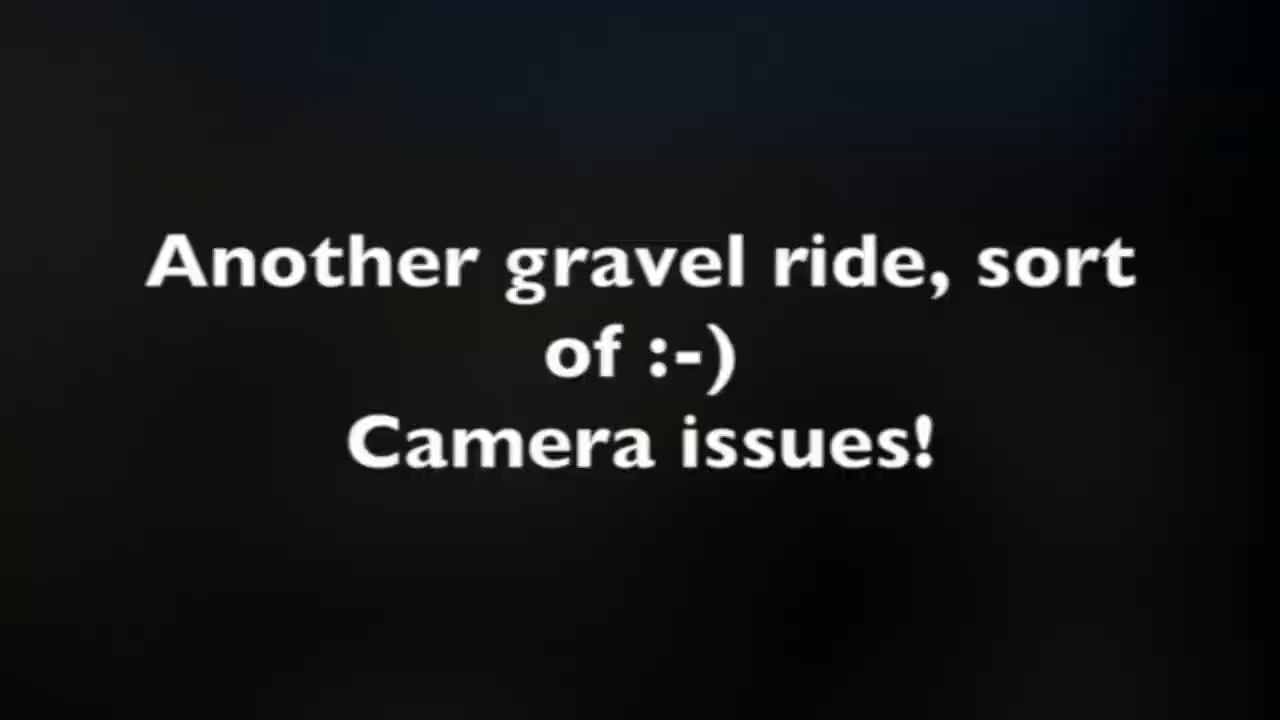 Another gravel ride, sort
of :-)
Camera issues!